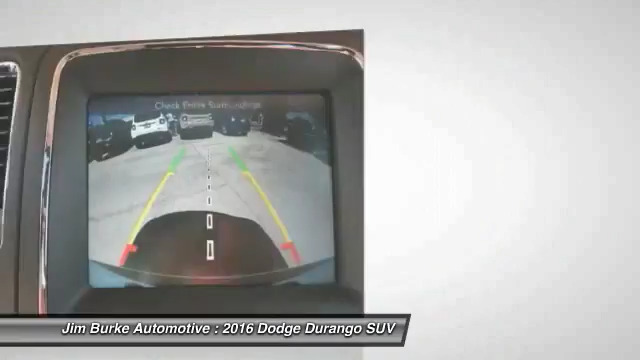 Check Entire Surroundings
Jim Burke Automotive : 2016 Dodge Durango SUV